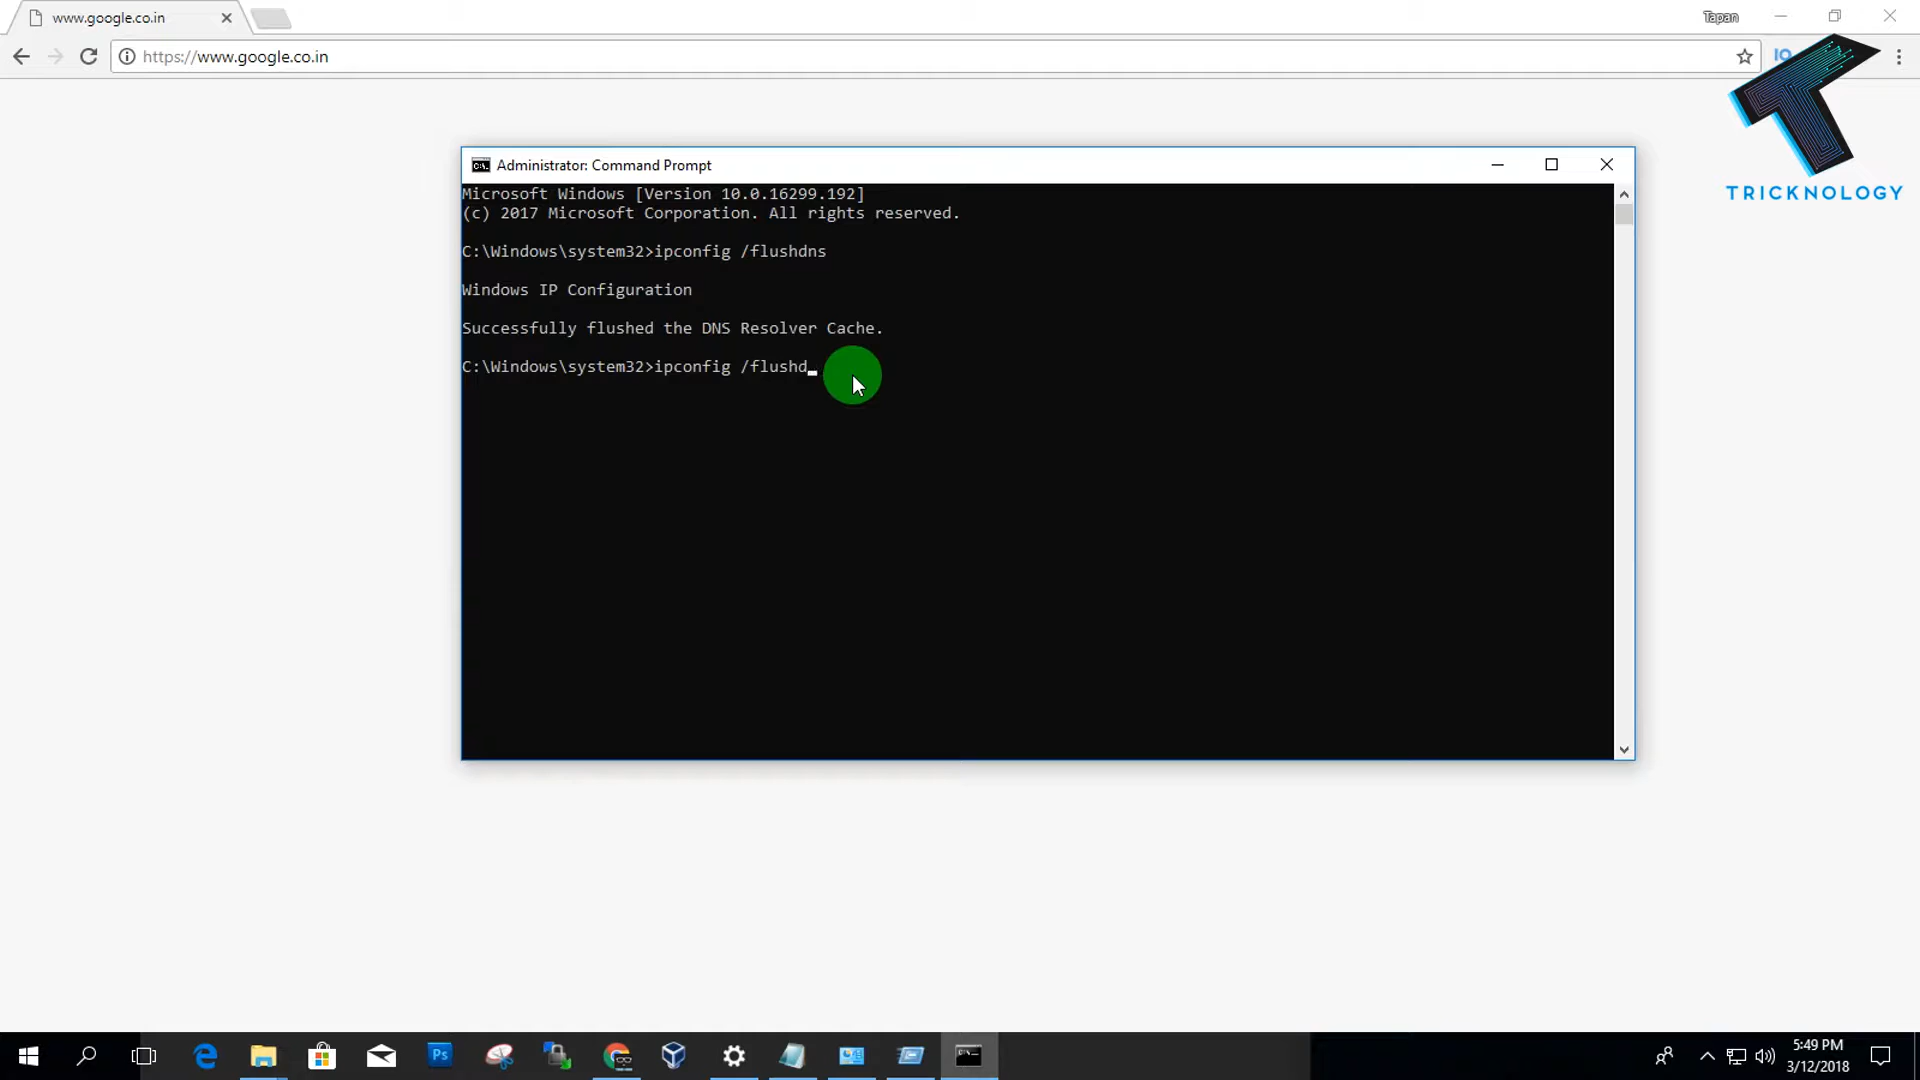 www.google.co.in
Tapan
https://www.google.co.in
TRICKNOLOGY
Administrator: Command Prompt
Microsoft Windows [Version 10.0.16299.192]
(c) 2017 Microsoft Corporation. All rights reserved.
C:\Windows\system32>ipconfig /flushdns
Windows IP Configuration
Successfully flushed the DNS Resolver Cache.
C:\Windows\system32>ipconfig /flushd_
Ps
5:49 PM
3/12/2018